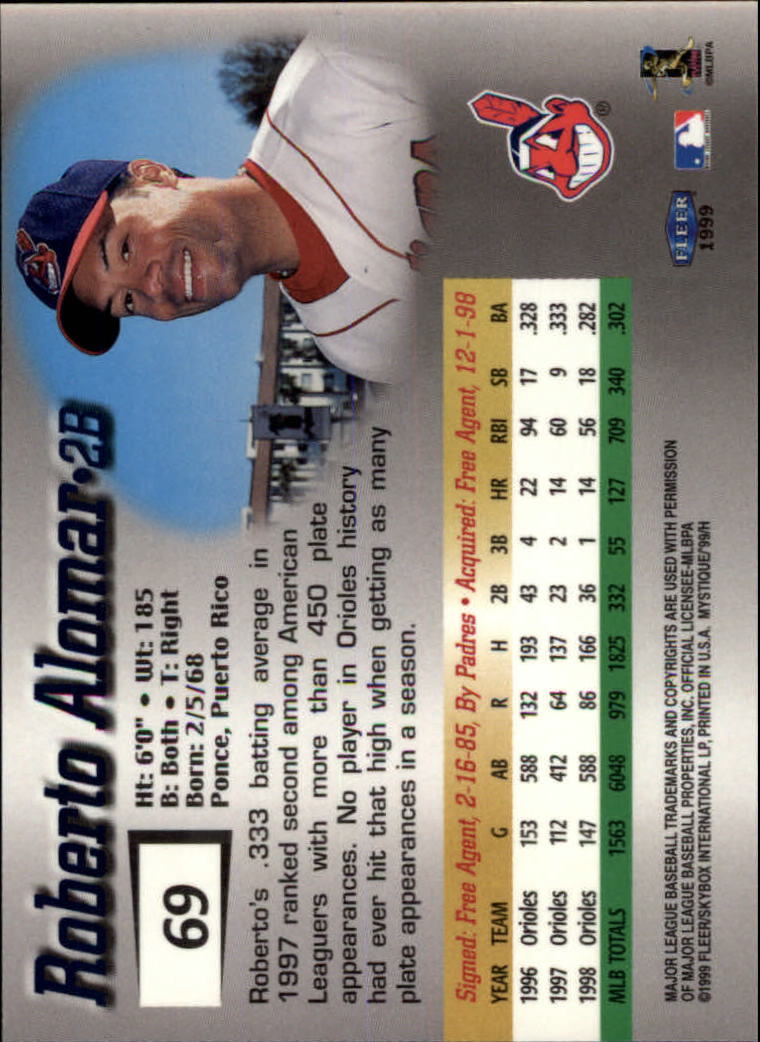 Roberto Alomar•2B
69
Ht: 6'0" • Wt: 185
B: Both • T: Right
Born: 2/5/68
Ponce, Puerto Rico
Roberto's .333 batting average in
1997 ranked second among American
Leaguers with more than 450 plate
appearances. No player in Orioles history
had ever hit that high when getting as many
plate appearances in a season.
Signed: Free Agent, 2-16-85, By Padres • Acquired: Free Agent, 12-1-98
YEAR TEAM G AB R H 2B 3B HR RBI SB BA
1996 Orioles 153 588 132 193 43 4 22 94 17 .328
1997 Orioles 112 412 64 137 23 2 14 60 9 .333
1998 Orioles 147 588 86 166 36 1 14 56 18 .282
MLB TOTALS 1563 6048 979 1825 332 55 127 709 340 .302
®
©MLBPA
FLEER
1999
MAJOR LEAGUE BASEBALL TRADEMARKS AND COPYRIGHTS ARE USED WITH PERMISSION
OF MAJOR LEAGUE BASEBALL PROPERTIES, INC. OFFICIAL LICENSEE-MLBPA
©1999 FLEER/SKYBOX INTERNATIONAL LP, PRINTED IN U.S.A. MYSTIQUE/'99/H